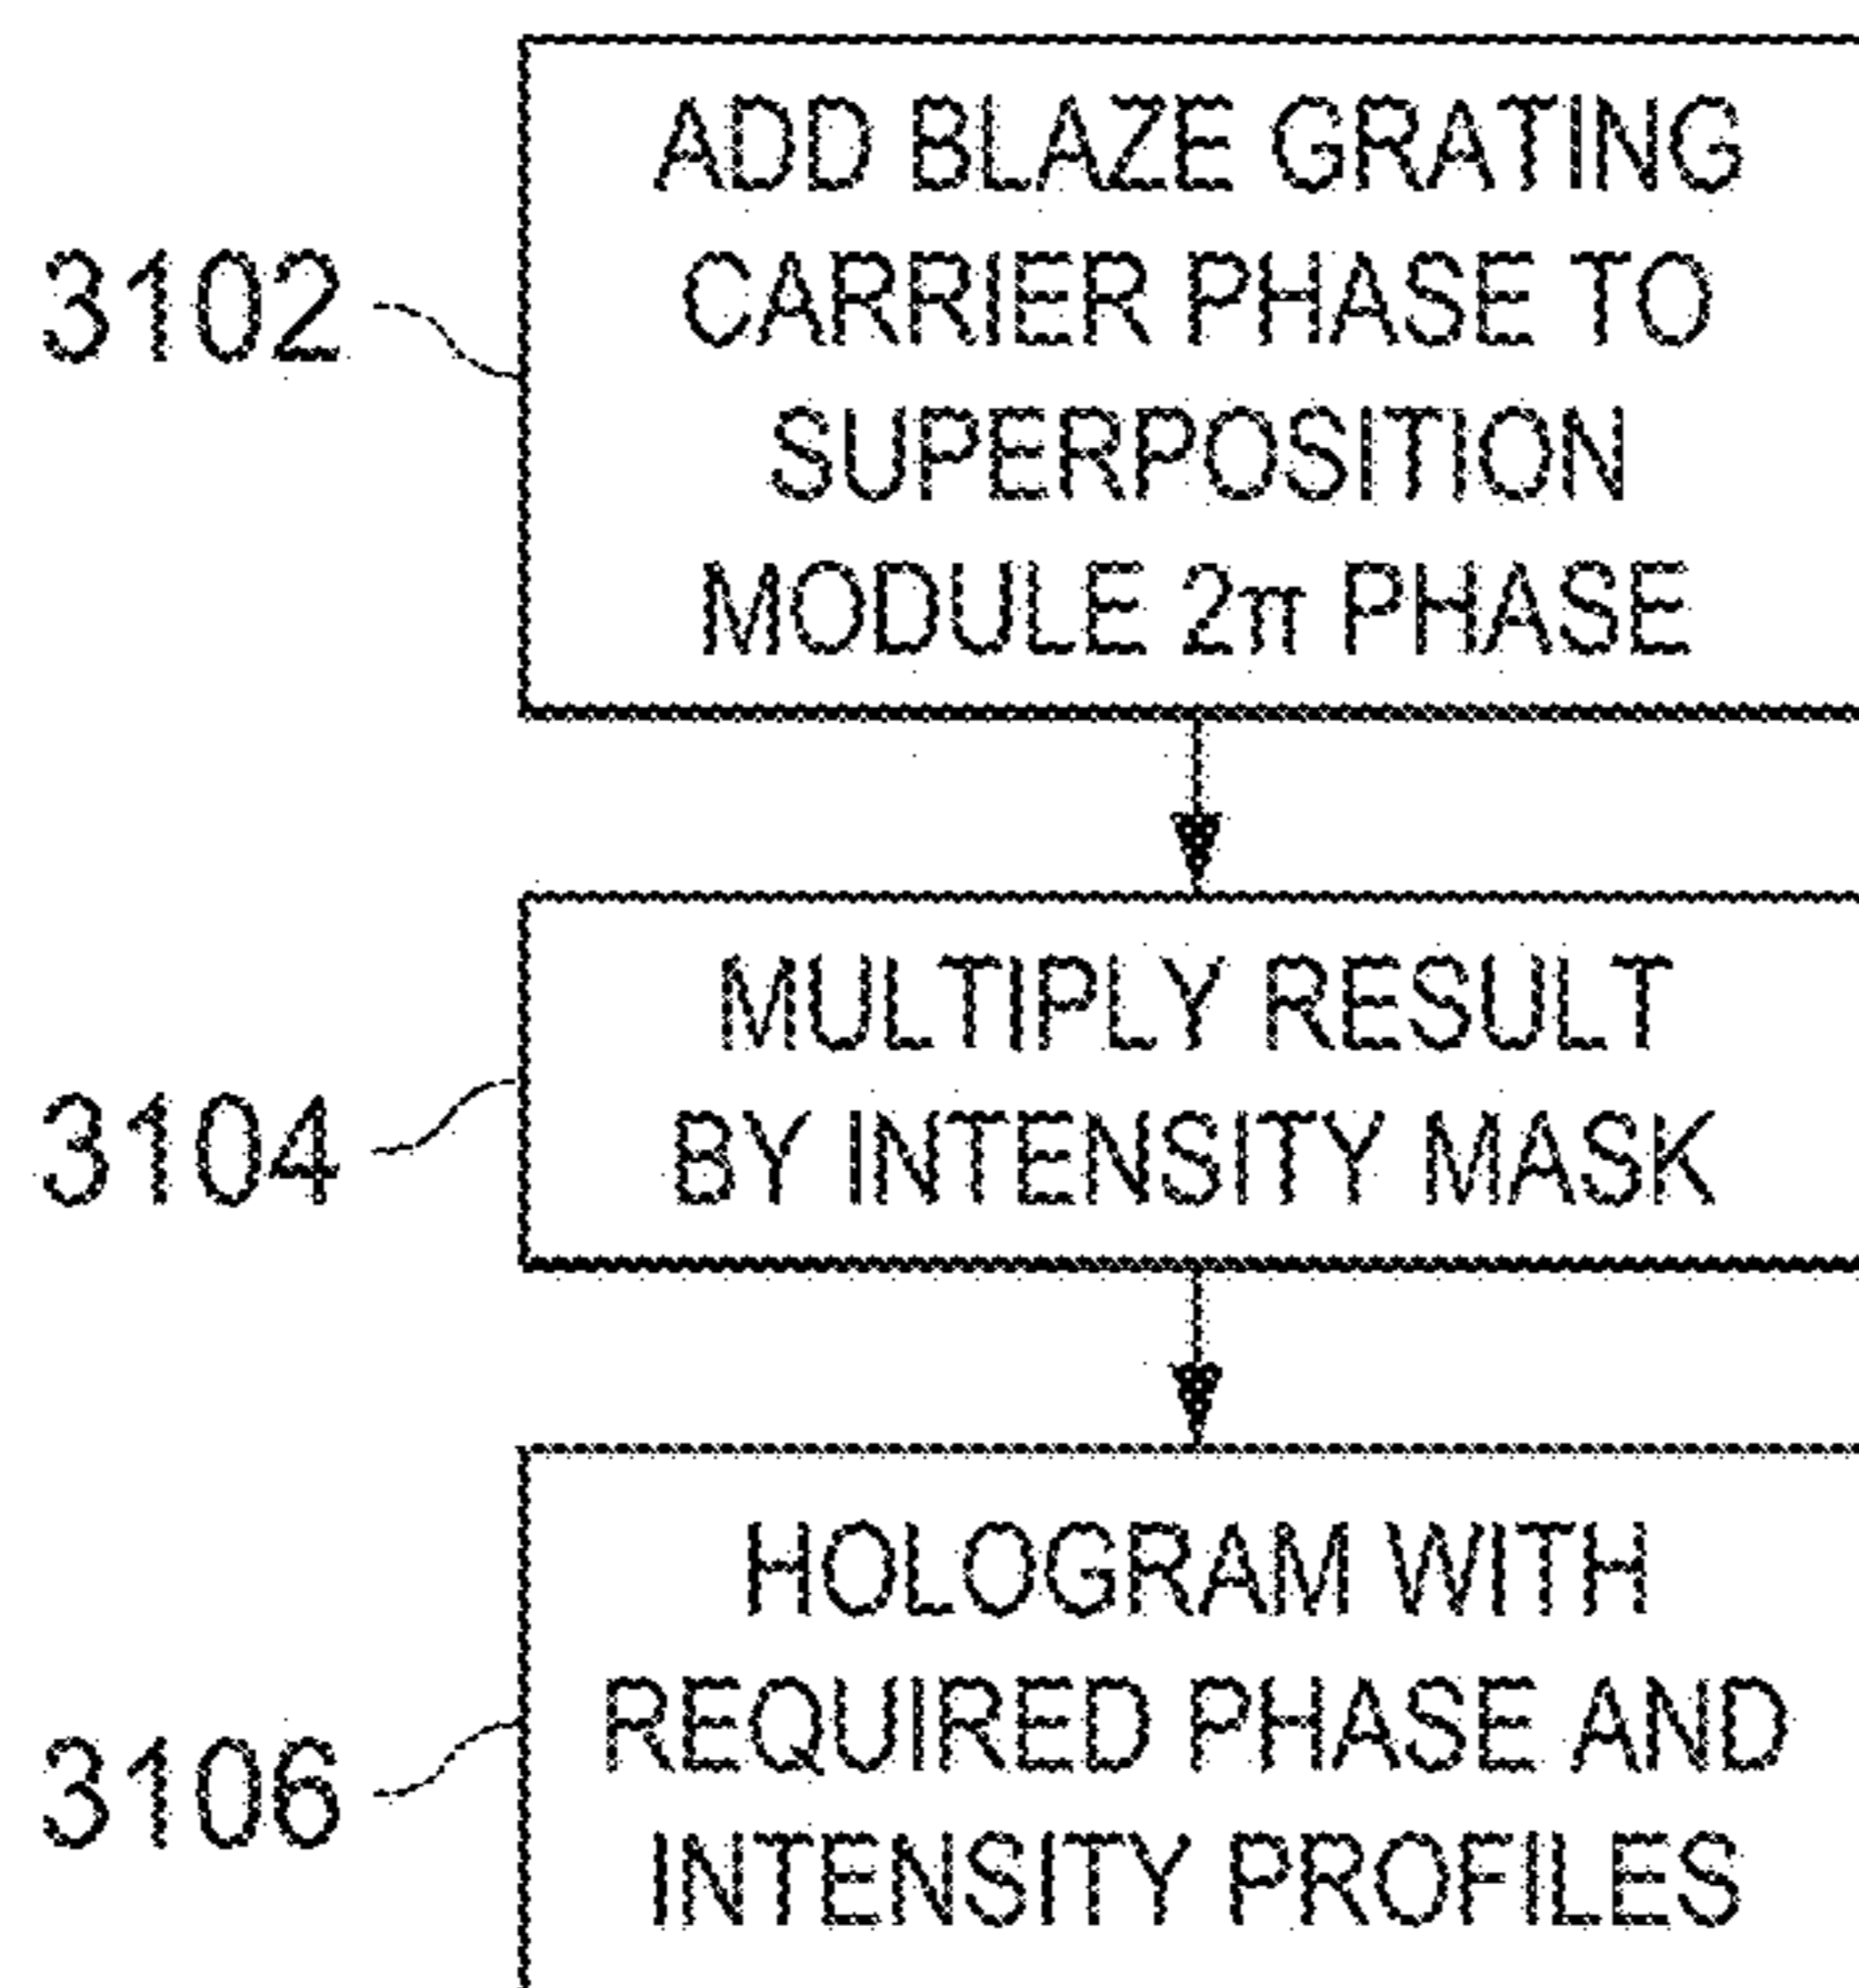 3102
ADD BLAZE GRATING
CARRIER PHASE TO
SUPERPOSITION
MODULE 2π PHASE
3104
MULTIPLY RESULT
BY INTENSITY MASK
3106
HOLOGRAM WITH
REQUIRED PHASE AND
INTENSITY PROFILES